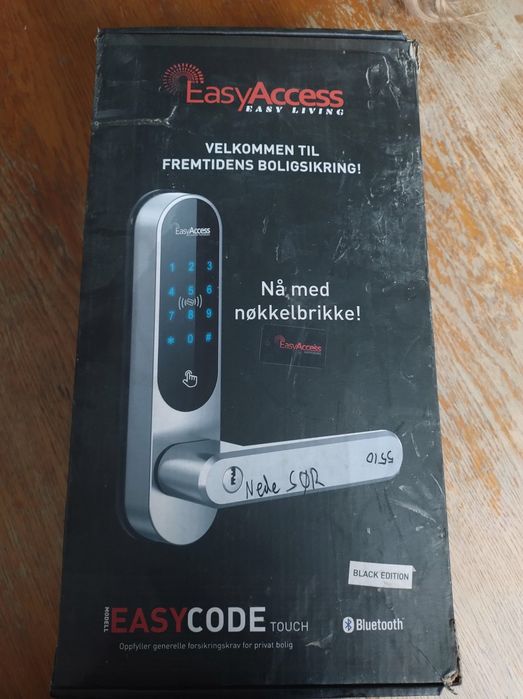 EasyAccess
EASY LIVING
VELKOMMEN TIL
FREMTIDENS BOLIGSIKRING!
EasyAccess
1 2 3
4 5 6
7 8 9
* 0 #
Nå med
nøkkelbrikke!
EasyAccess
Nede SØR
5510
BLACK EDITION
MODELL
EASYCODE TOUCH
Bluetooth
Oppfyller generelle forsikringskrav for privat bolig